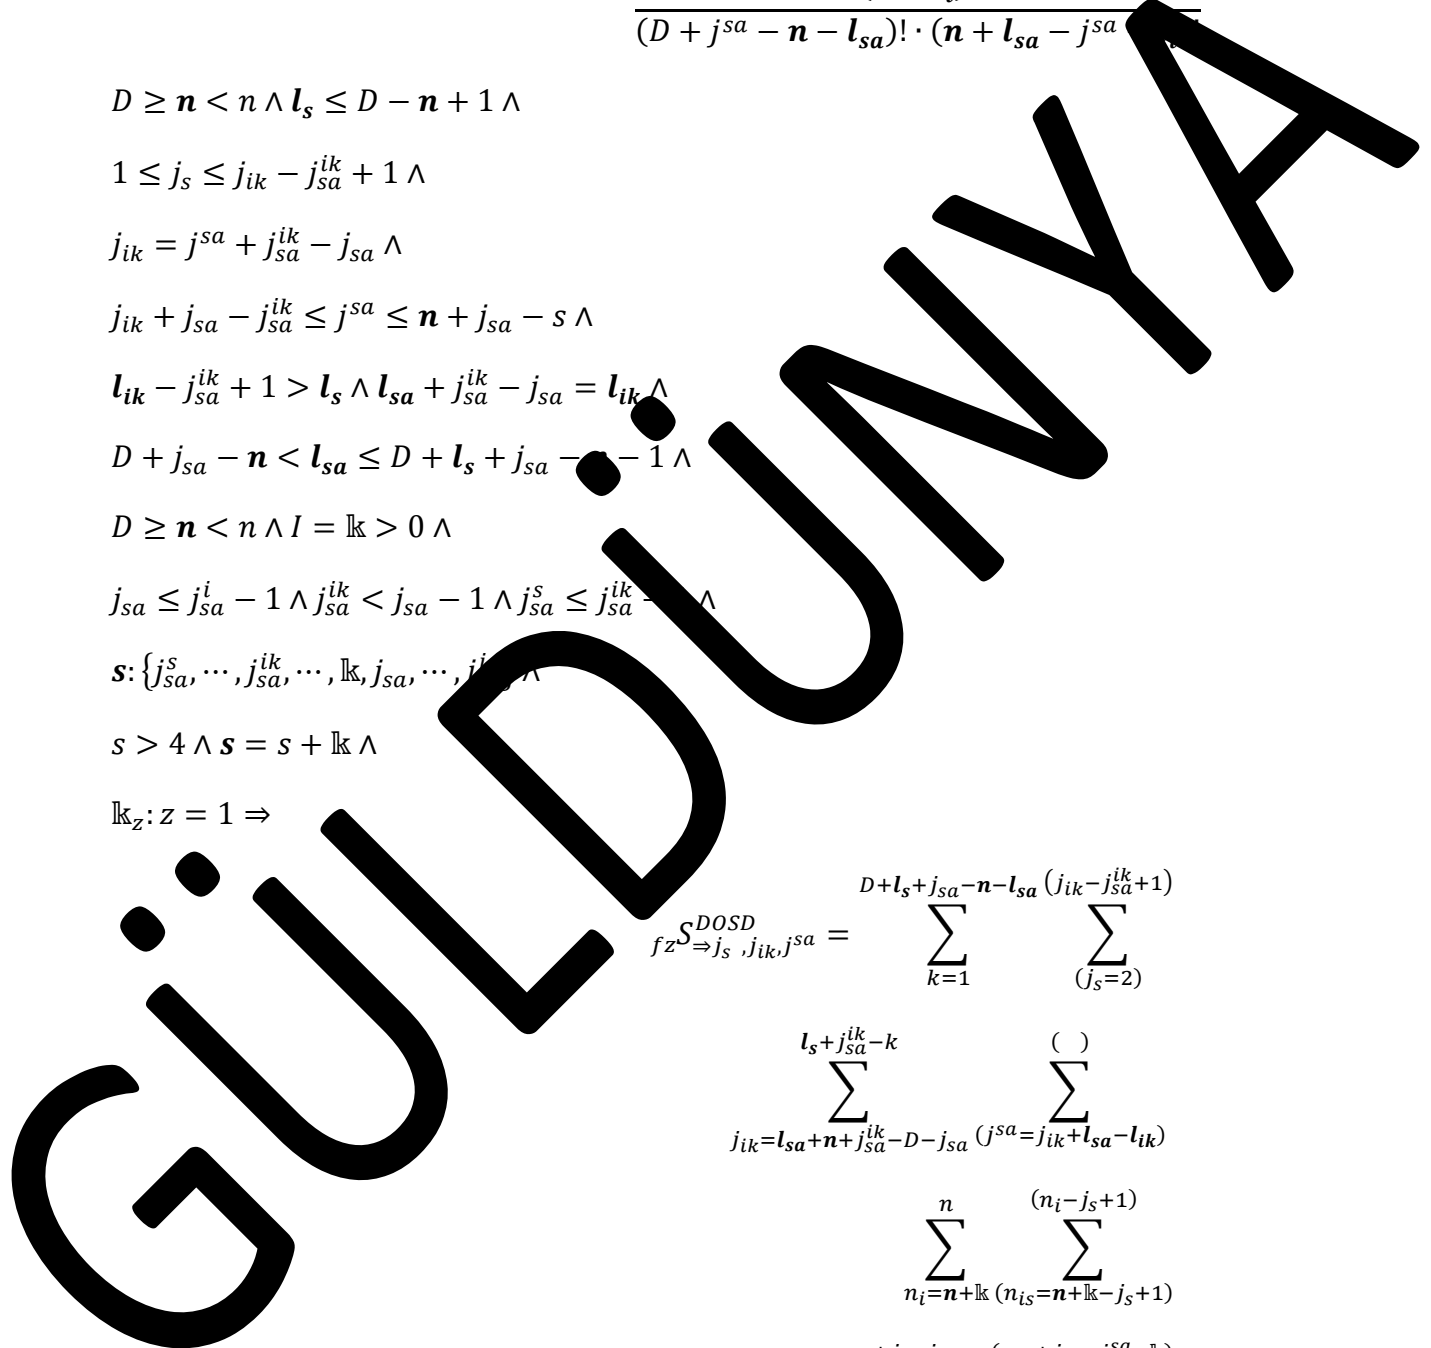 (D + j^{sa} − n − l_{sa})! · (n + l_{sa} − j^{sa}
D ≥ n < n ∧ l_s ≤ D − n + 1 ∧
1 ≤ j_s ≤ j_{ik} − j_{sa}^{ik} + 1 ∧
j_{ik} = j^{sa} + j_{sa}^{ik} − j_{sa} ∧
j_{ik} + j_{sa} − j_{sa}^{ik} ≤ j^{sa} ≤ n + j_{sa} − s ∧
l_{ik} − j_{sa}^{ik} + 1 > l_s ∧ l_{sa} + j_{sa}^{ik} − j_{sa} = l_{ik} ∧
D + j_{sa} − n < l_{sa} ≤ D + l_s + j_{sa} − − 1 ∧
D ≥ n < n ∧ I = 𝕜 > 0 ∧
j_{sa} ≤ j_{sa}^{i} − 1 ∧ j_{sa}^{ik} < j_{sa} − 1 ∧ j_{sa}^{s} ≤ j_{sa}^{ik} ∧
s: {j_{sa}^{s}, ⋯ , j_{sa}^{ik}, ⋯ , 𝕜, j_{sa}, ⋯ , ∧
s > 4 ∧ s = s + 𝕜 ∧
𝕜_z: z = 1 ⇒
D+l_s+j_{sa}−n−l_{sa} (j_{ik}−j_{sa}^{ik}+1)
_{fz}S_{⇒j_s ,j_{ik},j^{sa}}^{DOSD} = ∑ ∑
k=1 (j_s=2)
l_s+j_{sa}^{ik}−k ( )
∑ ∑
j_{ik}=l_{sa}+n+j_{sa}^{ik}−D−j_{sa} (j^{sa}=j_{ik}+l_{sa}−l_{ik})
n (n_i−j_s+1)
∑ ∑
n_i=n+𝕜 (n_{is}=n+𝕜−j_s+1)
GÜLDÜNYA